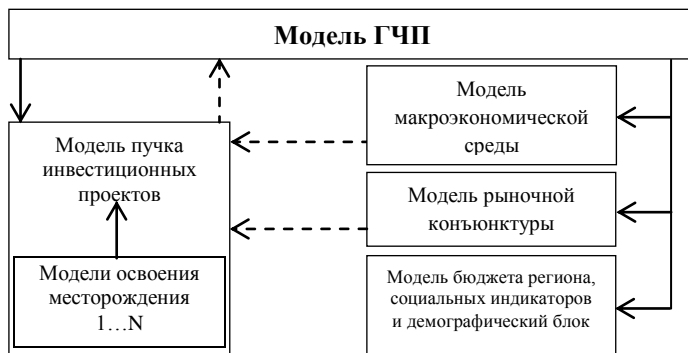 Модель ГЧП
Модель пучка
инвестиционных
проектов
Модели освоения
месторождения
1…N
Модель
макроэкономической
среды
Модель рыночной
конъюнктуры
Модель бюджета региона,
социальных индикаторов
и демографический блок